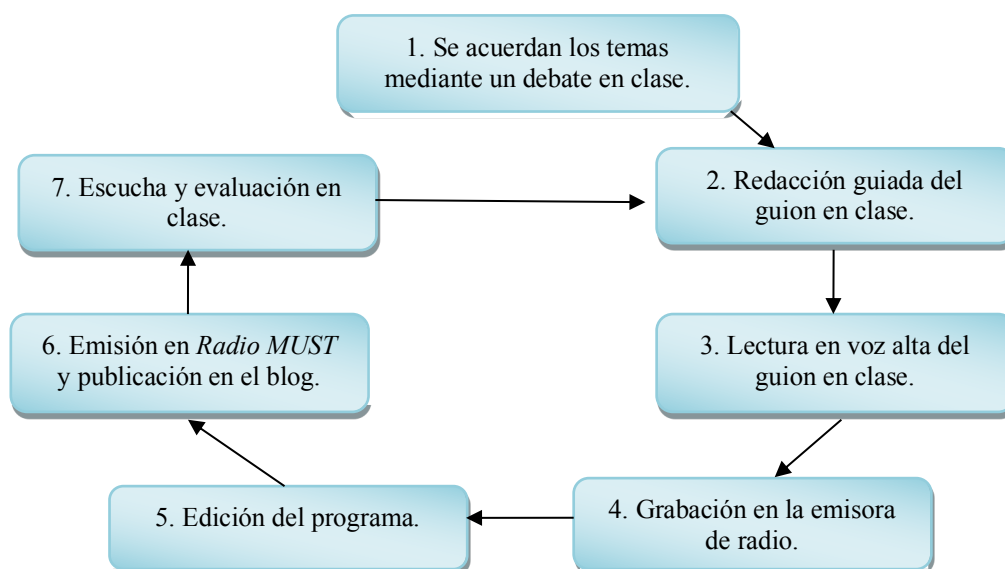 1. Se acuerdan los temas
mediante un debate en clase.
2. Redacción guiada del
guion en clase.
3. Lectura en voz alta del
guion en clase.
4. Grabación en la emisora
de radio.
5. Edición del programa.
6. Emisión en Radio MUST
y publicación en el blog.
7. Escucha y evaluación en
clase.